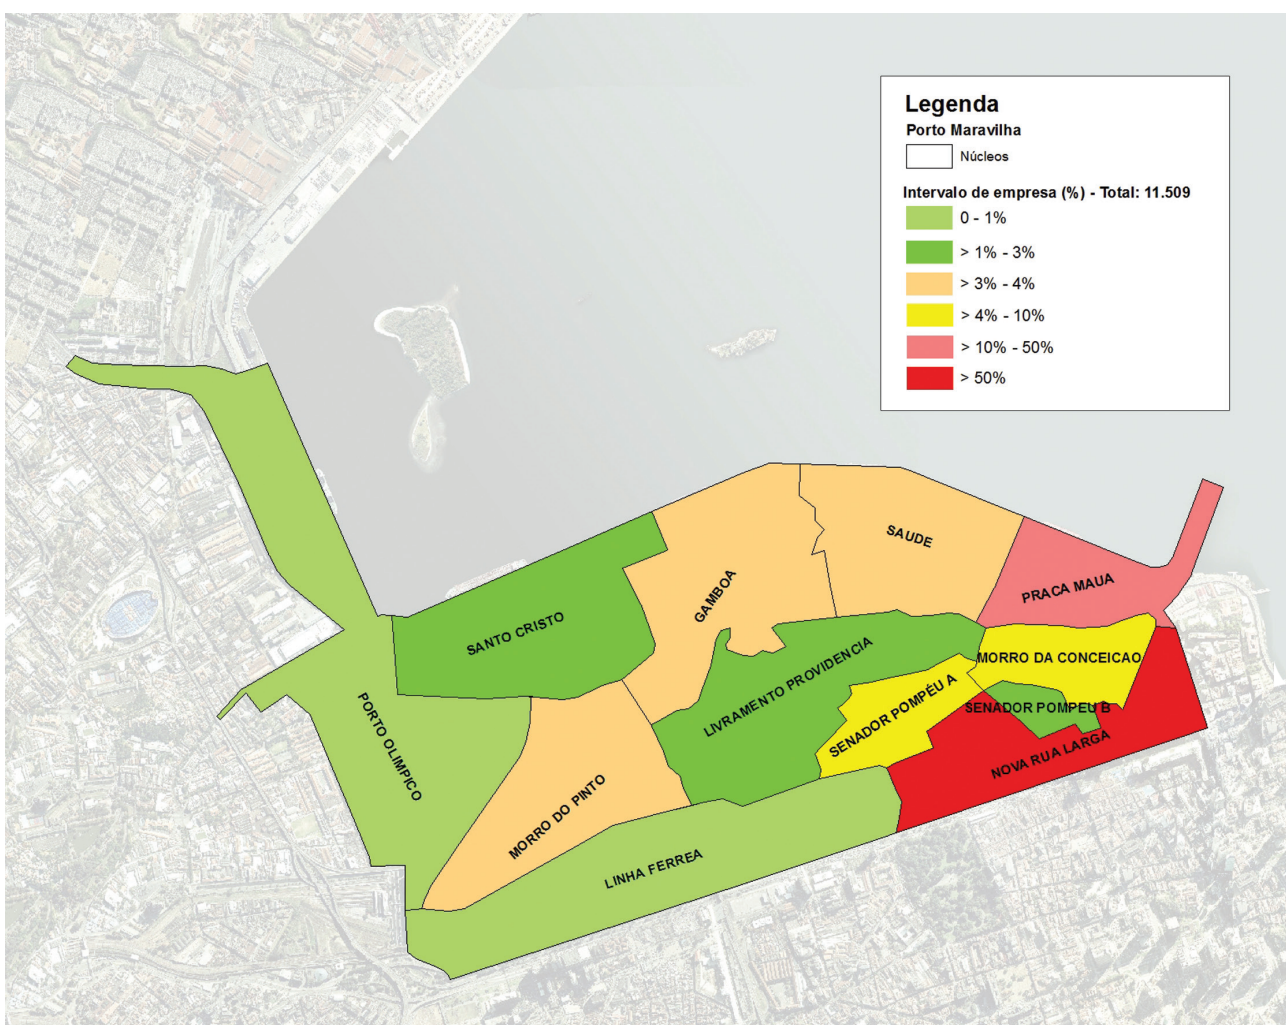 Legenda
Porto Maravilha
Núcleos
Intervalo de empresa (%) - Total: 11.509
0 - 1%
> 1% - 3%
> 3% - 4%
> 4% - 10%
> 10% - 50%
> 50%
SAUDE
GAMBOA
PRACA MAUA
SANTO CRISTO
MORRO DA CONCEICAO
LIVRAMENTO PROVIDENCIA
SENADOR POMPÉU A
SENADOR POMPEU B
PORTO OLIMPICO
NOVA RUA LARGA
MORRO DO PINTO
LINHA FERREA